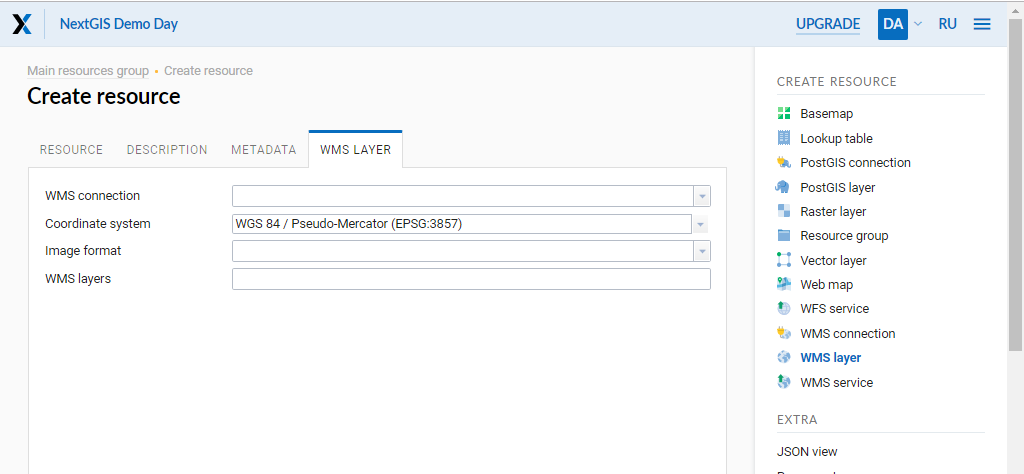 NextGIS Demo Day
UPGRADE DA RU
Main resources group • Create resource
Create resource
RESOURCE DESCRIPTION METADATA WMS LAYER
WMS connection
Coordinate system WGS 84 / Pseudo-Mercator (EPSG:3857)
Image format
WMS layers
CREATE RESOURCE
Basemap
Lookup table
PostGIS connection
PostGIS layer
Raster layer
Resource group
Vector layer
Web map
WFS service
WMS connection
WMS layer
WMS service
EXTRA
JSON view